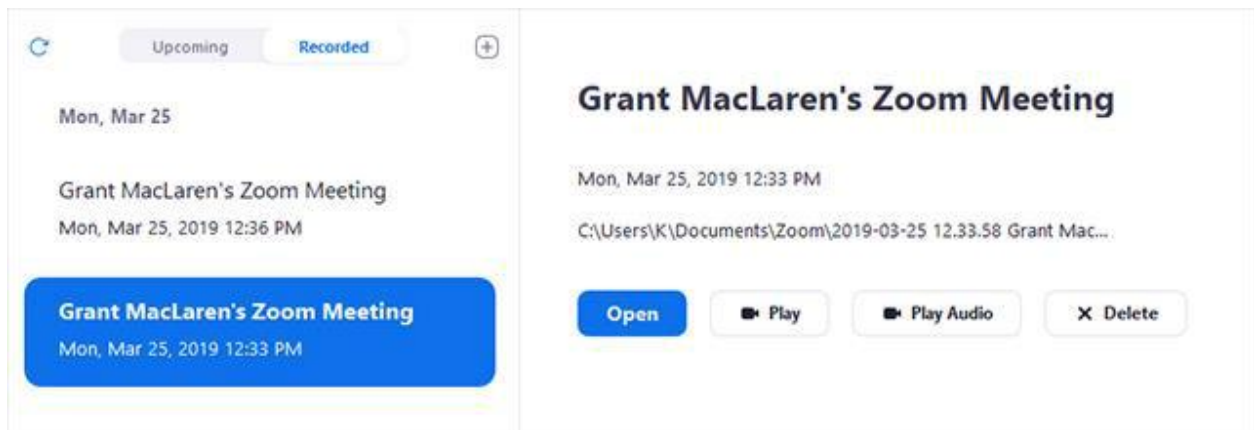 Upcoming Recorded
Mon, Mar 25
Grant MacLaren's Zoom Meeting
Mon, Mar 25, 2019 12:36 PM
Grant MacLaren's Zoom Meeting
Mon, Mar 25, 2019 12:33 PM
Grant MacLaren's Zoom Meeting
Mon, Mar 25, 2019 12:33 PM
C:\Users\K\Documents\Zoom\2019-03-25 12.33.58 Grant Mac...
Open Play Play Audio Delete